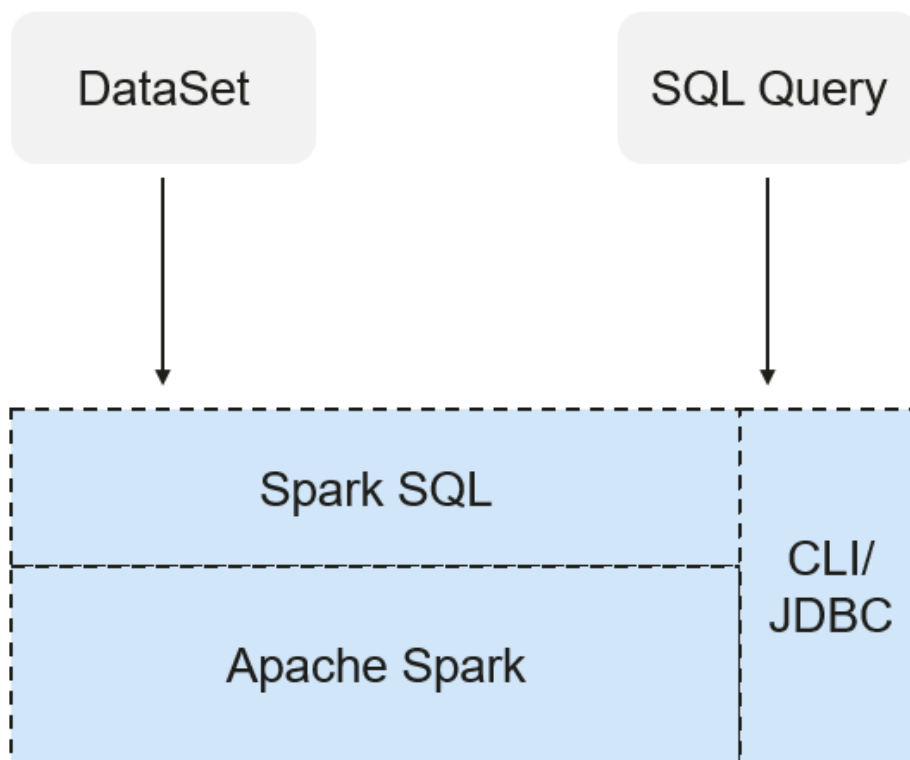 DataSet
SQL Query
Spark SQL
CLI/
JDBC
Apache Spark